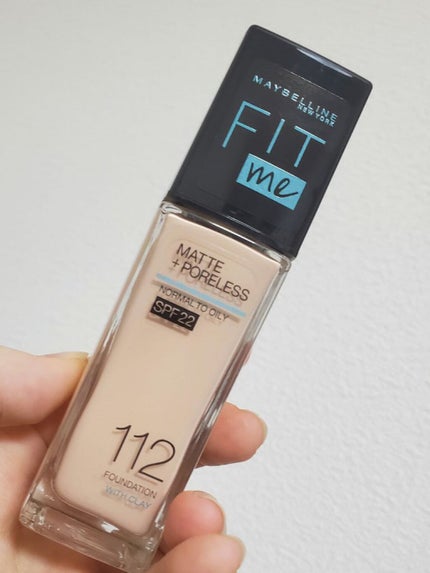 MAYBELLINE
NEW YORK
FIT
me
MATTE
+PORELESS
NORMAL TO OILY
SPF 22
112
FOUNDATION
WITH CLAY